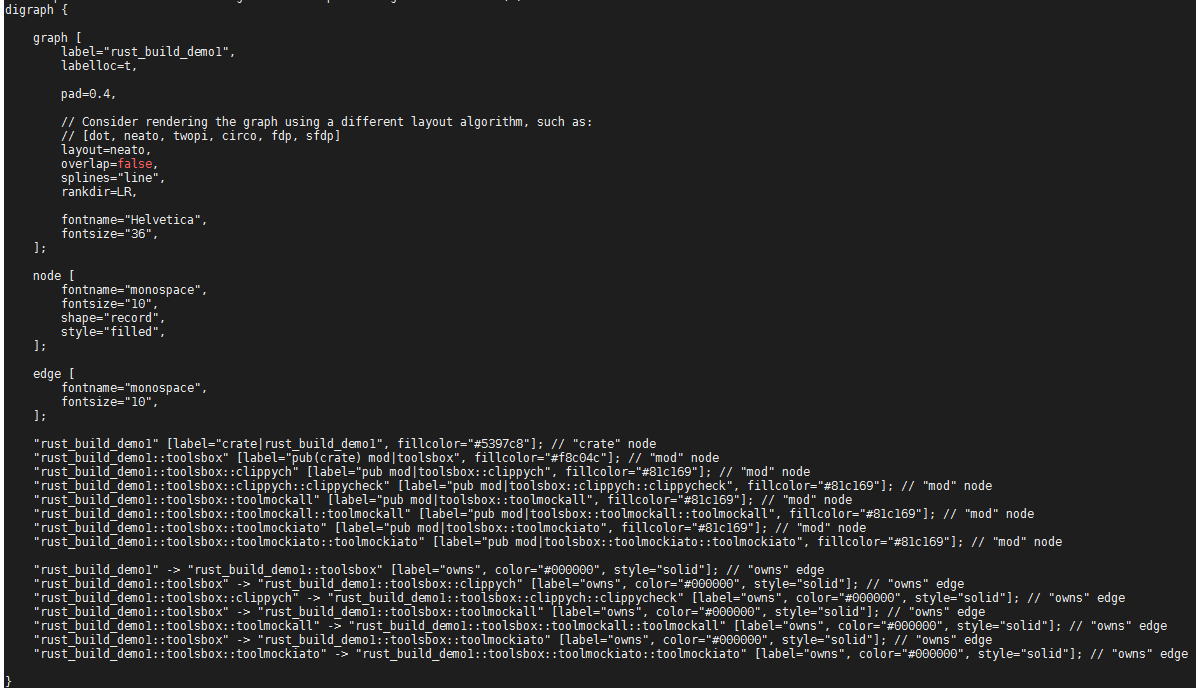 digraph {
graph [
label="rust_build_demo1",
labelloc=t,
pad=0.4,
// Consider rendering the graph using a different layout algorithm, such as:
// [dot, neato, twopi, circo, fdp, sfdp]
layout=neato,
overlap=false,
splines="line",
rankdir=LR,
fontname="Helvetica",
fontsize="36",
];
node [
fontname="monospace",
fontsize="10",
shape="record",
style="filled",
];
edge [
fontname="monospace",
fontsize="10",
];
"rust_build_demo1" [label="crate|rust_build_demo1", fillcolor="#5397c8"]; // "crate" node
"rust_build_demo1::toolsbox" [label="pub(crate) mod|toolsbox", fillcolor="#f8c04c"]; // "mod" node
"rust_build_demo1::toolsbox::clippych" [label="pub mod|toolsbox::clippych", fillcolor="#81c169"]; // "mod" node
"rust_build_demo1::toolsbox::clippych::clippycheck" [label="pub mod|toolsbox::clippych::clippycheck", fillcolor="#81c169"]; // "mod" node
"rust_build_demo1::toolsbox::toolmockall" [label="pub mod|toolsbox::toolmockall", fillcolor="#81c169"]; // "mod" node
"rust_build_demo1::toolsbox::toolmockall::toolmockall" [label="pub mod|toolsbox::toolmockall::toolmockall", fillcolor="#81c169"]; // "mod" node
"rust_build_demo1::toolsbox::toolmockiato" [label="pub mod|toolsbox::toolmockiato", fillcolor="#81c169"]; // "mod" node
"rust_build_demo1::toolsbox::toolmockiato::toolmockiato" [label="pub mod|toolsbox::toolmockiato::toolmockiato", fillcolor="#81c169"]; // "mod" node
"rust_build_demo1" -> "rust_build_demo1::toolsbox" [label="owns", color="#000000", style="solid"]; // "owns" edge
"rust_build_demo1::toolsbox" -> "rust_build_demo1::toolsbox::clippych" [label="owns", color="#000000", style="solid"]; // "owns" edge
"rust_build_demo1::toolsbox::clippych" -> "rust_build_demo1::toolsbox::clippych::clippycheck" [label="owns", color="#000000", style="solid"]; // "owns" edge
"rust_build_demo1::toolsbox" -> "rust_build_demo1::toolsbox::toolmockall" [label="owns", color="#000000", style="solid"]; // "owns" edge
"rust_build_demo1::toolsbox::toolmockall" -> "rust_build_demo1::toolsbox::toolmockall::toolmockall" [label="owns", color="#000000", style="solid"]; // "owns" edge
"rust_build_demo1::toolsbox" -> "rust_build_demo1::toolsbox::toolmockiato" [label="owns", color="#000000", style="solid"]; // "owns" edge
"rust_build_demo1::toolsbox::toolmockiato" -> "rust_build_demo1::toolsbox::toolmockiato::toolmockiato" [label="owns", color="#000000", style="solid"]; // "owns" edge
}